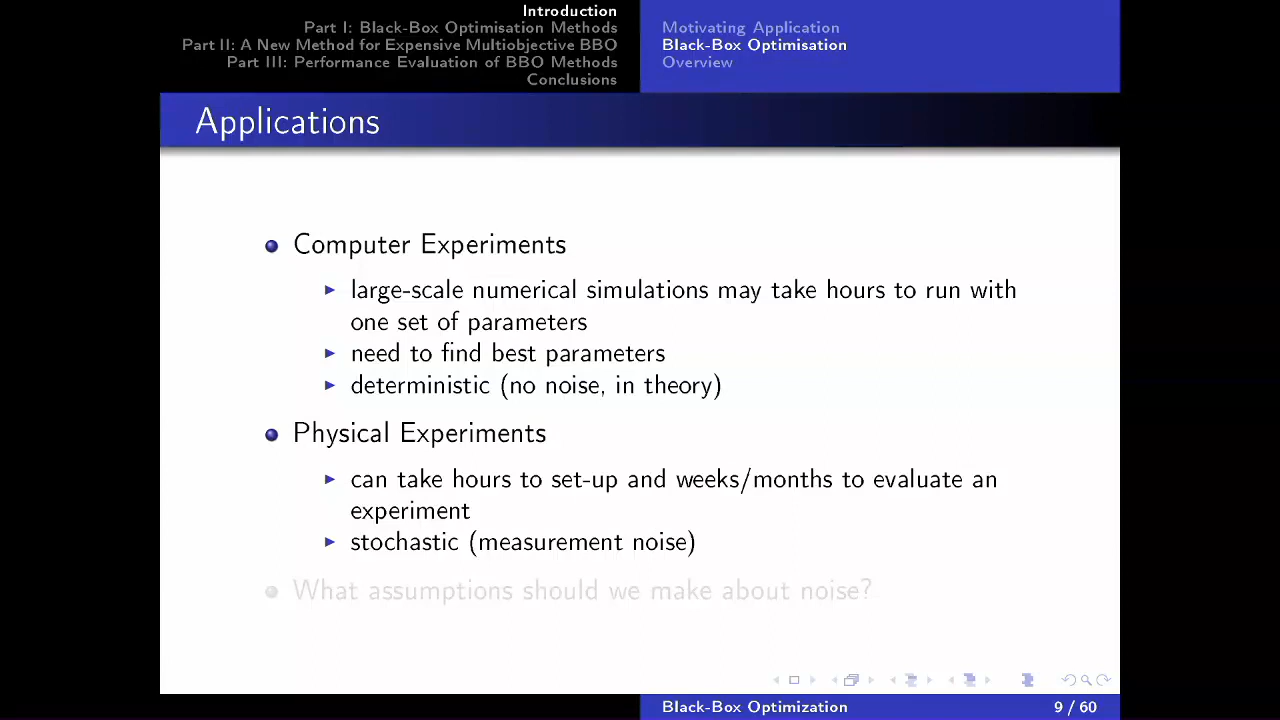 Introduction
Part I: Black-Box Optimisation Methods
Part II: A New Method for Expensive Multiobjective BBO
Part III: Performance Evaluation of BBO Methods
Conclusions
Motivating Application
Black-Box Optimisation
Overview
Applications
Computer Experiments
large-scale numerical simulations may take hours to run with
one set of parameters
need to find best parameters
deterministic (no noise, in theory)
Physical Experiments
can take hours to set-up and weeks/months to evaluate an
experiment
stochastic (measurement noise)
What assumptions should we make about noise?
Black-Box Optimization
9 / 60